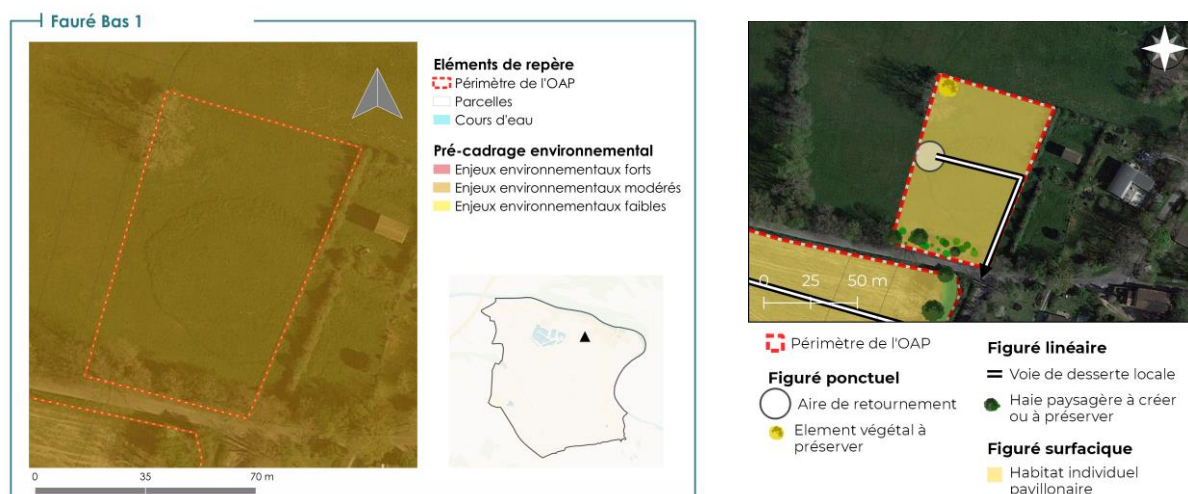 Fauré Bas 1
Eléments de repère
Périmètre de l'OAP
Parcelles
Cours d'eau
Pré-cadrage environnemental
Enjeux environnementaux forts
Enjeux environnementaux modérés
Enjeux environnementaux faibles
0 35 70 m
0 25 50 m
Périmètre de l'OAP
Figuré ponctuel
Aire de retournement
Element végétal à
préserver
Figuré linéaire
Voie de desserte locale
Haie paysagère à créer
ou à préserver
Figuré surfacique
Habitat individuel
pavillonaire